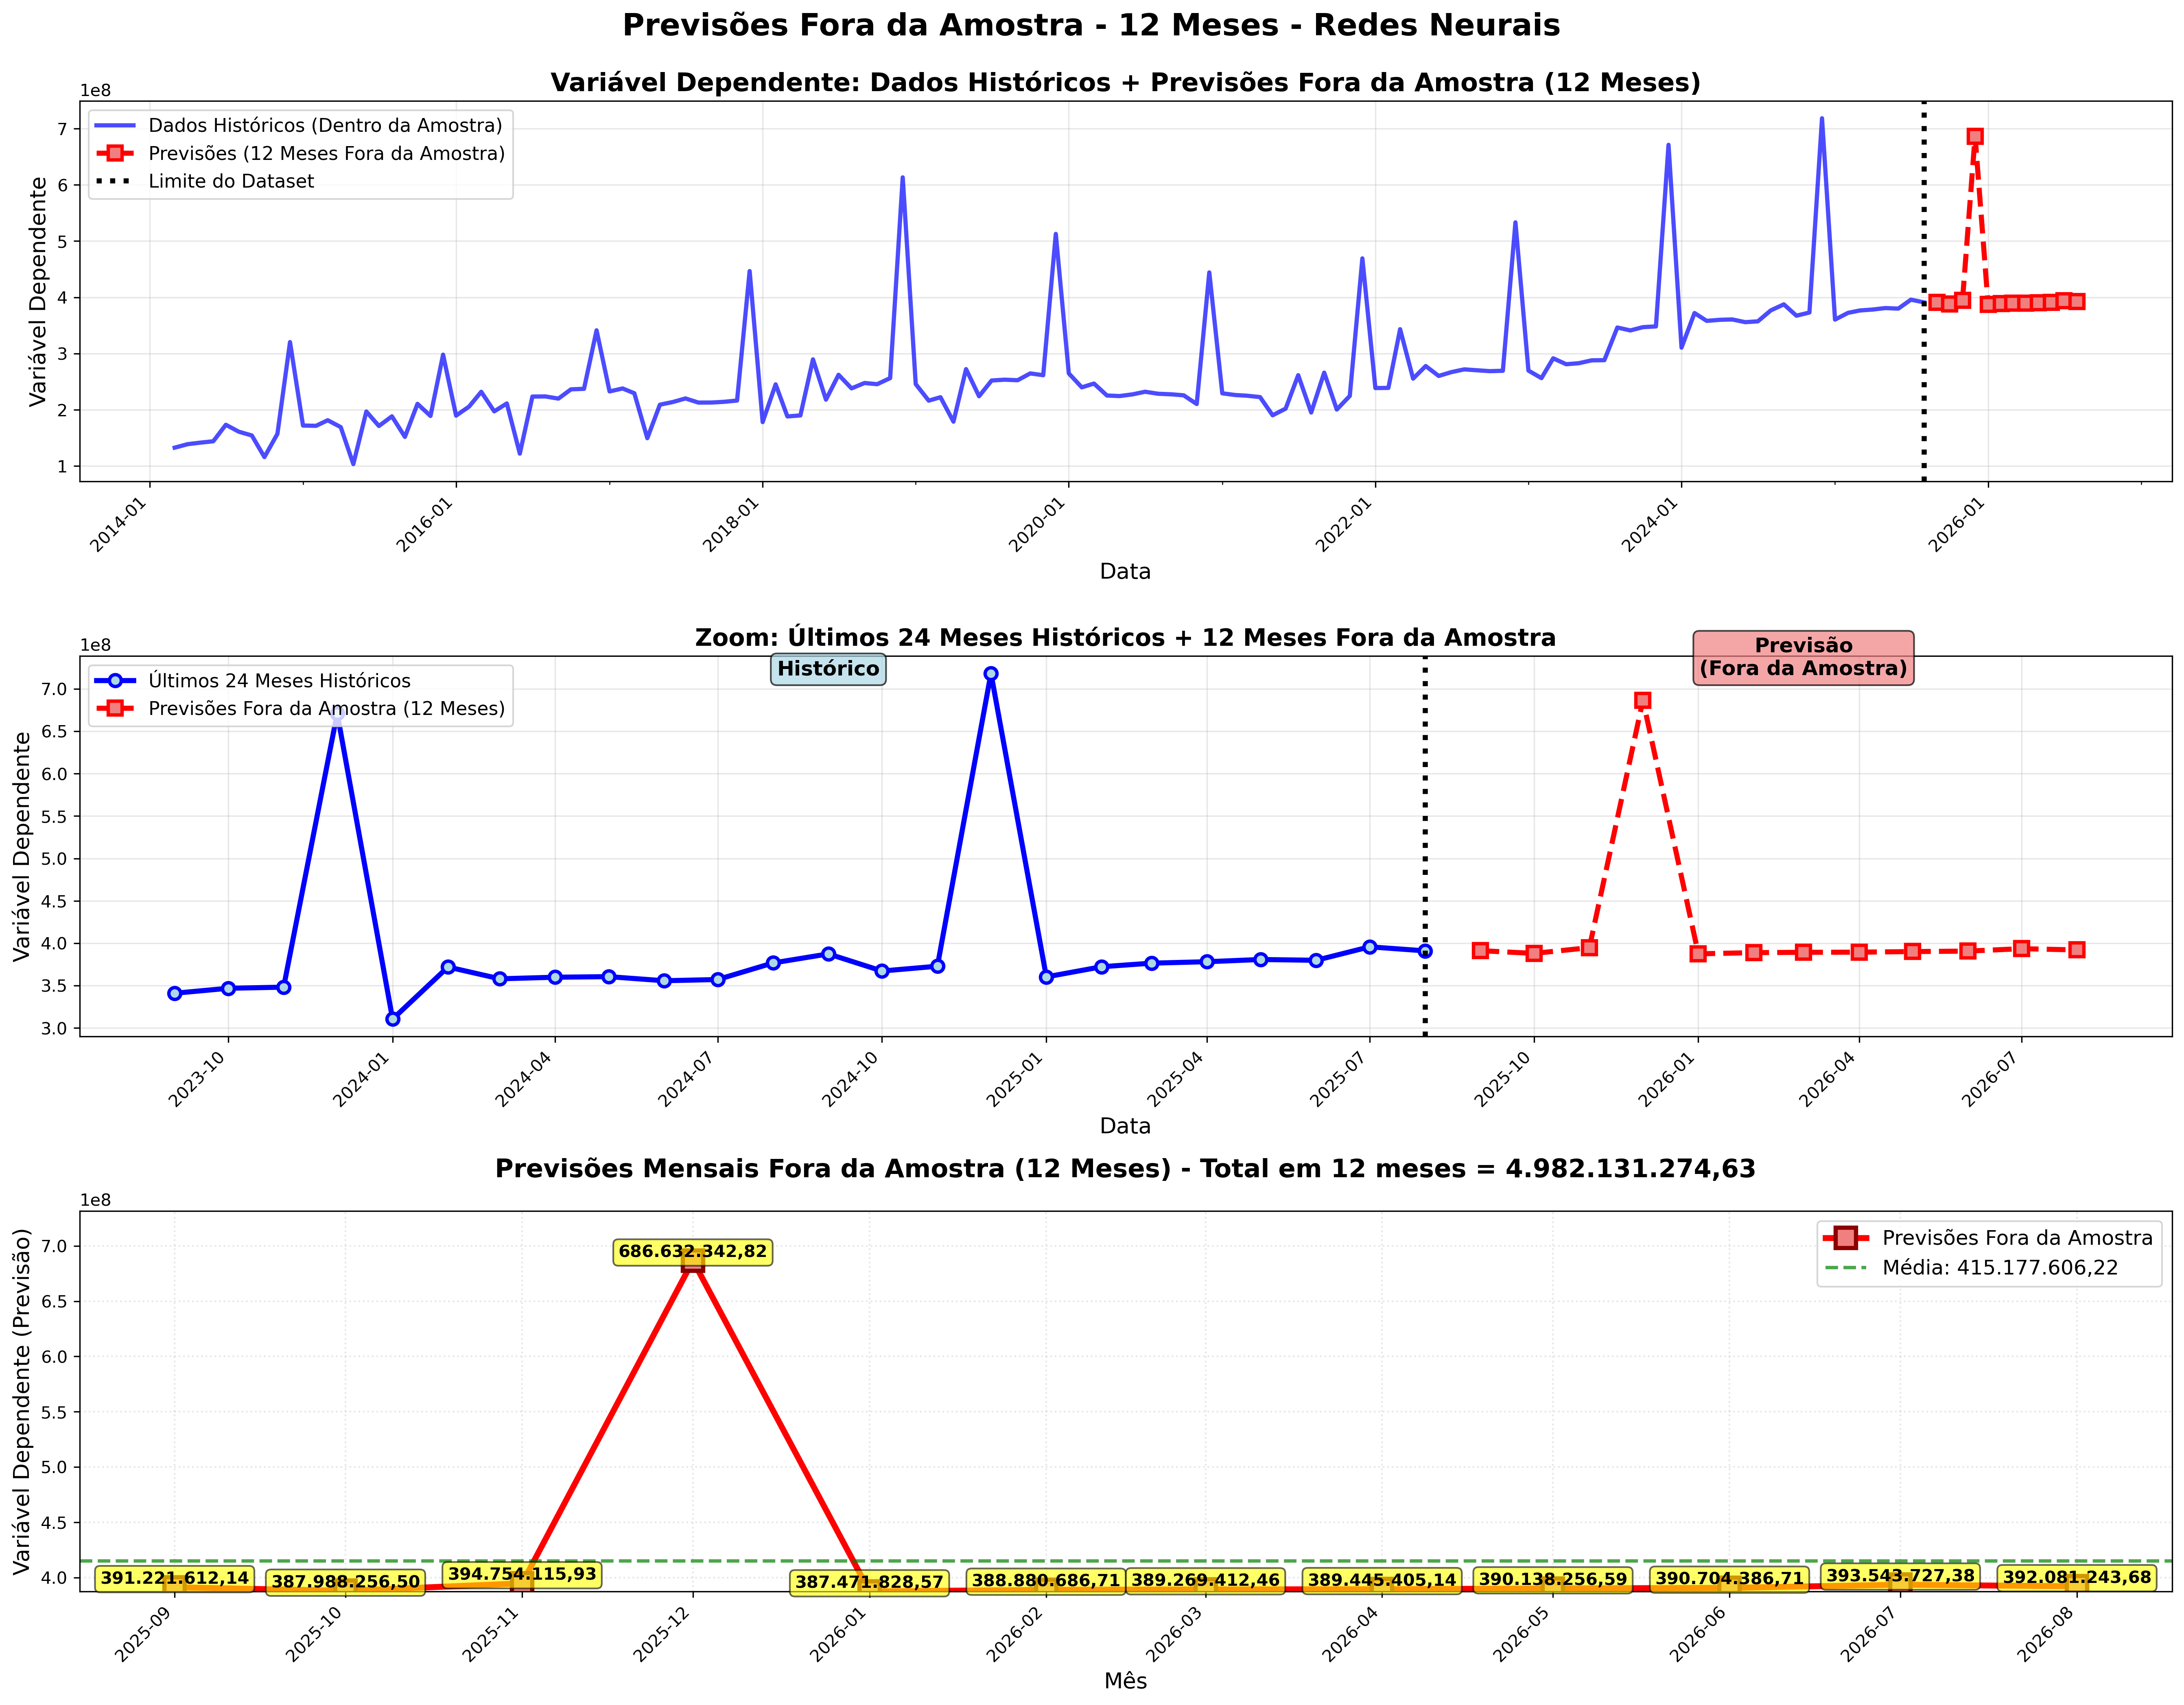 Previsões Fora da Amostra - 12 Meses - Redes Neurais
Variável Dependente: Dados Históricos + Previsões Fora da Amostra (12 Meses)
1e8
Dados Históricos (Dentro da Amostra)
Previsões (12 Meses Fora da Amostra)
Limite do Dataset
Variável Dependente
7
6
5
4
3
2
1
2014-01
2016-01
2018-01
2020-01
2022-01
2024-01
2026-01
Data
Zoom: Últimos 24 Meses Históricos + 12 Meses Fora da Amostra
1e8
Últimos 24 Meses Históricos
Previsões Fora da Amostra (12 Meses)
Histórico
Previsão
(Fora da Amostra)
Variável Dependente
7.0
6.5
6.0
5.5
5.0
4.5
4.0
3.5
3.0
2023-10
2024-01
2024-04
2024-07
2024-10
2025-01
2025-04
2025-07
2025-10
2026-01
2026-04
2026-07
Data
Previsões Mensais Fora da Amostra (12 Meses) - Total em 12 meses = 4.982.131.274,63
1e8
Previsões Fora da Amostra
Média: 415.177.606,22
Variável Dependente (Previsão)
7.0
6.5
6.0
5.5
5.0
4.5
4.0
391.221.612,14
387.988.256,50
394.754.115,93
686.632.342,82
387.471.828,57
388.880.686,71
389.269.412,46
389.445.405,14
390.138.256,59
390.704.386,71
393.543.727,38
392.081.243,68
2025-09
2025-10
2025-11
2025-12
2026-01
2026-02
2026-03
2026-04
2026-05
2026-06
2026-07
2026-08
Mês